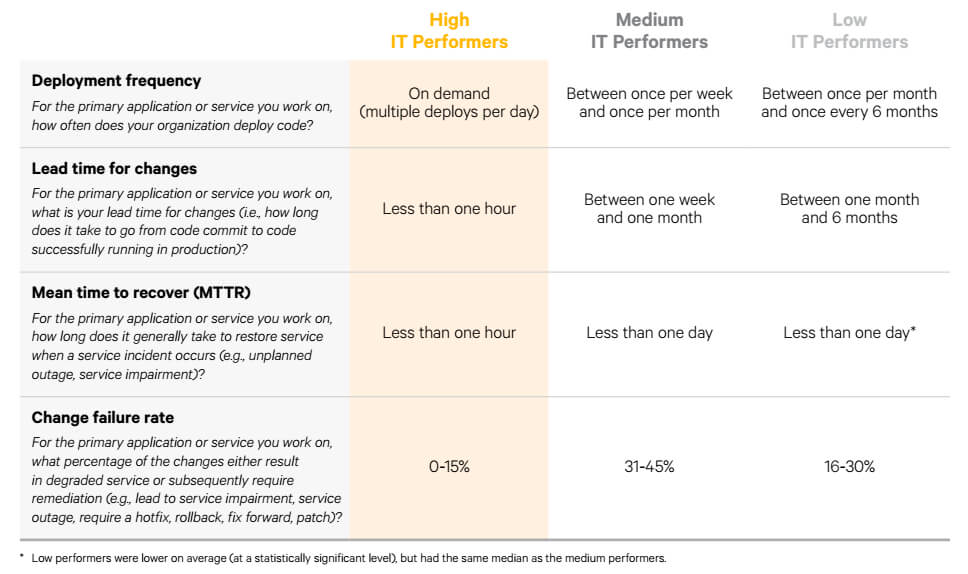 High
IT Performers
Medium
IT Performers
Low
IT Performers
Deployment frequency
For the primary application or service you work on,
how often does your organization deploy code?
On demand
(multiple deploys per day)
Between once per week
and once per month
Between once per month
and once every 6 months
Lead time for changes
For the primary application or service you work on,
what is your lead time for changes (i.e., how long
does it take to go from code commit to code
successfully running in production)?
Less than one hour
Between one week
and one month
Between one month
and 6 months
Mean time to recover (MTTR)
For the primary application or service you work on,
how long does it generally take to restore service
when a service incident occurs (e.g., unplanned
outage, service impairment)?
Less than one hour
Less than one day
Less than one day*
Change failure rate
For the primary application or service you work on,
what percentage of the changes either result
in degraded service or subsequently require
remediation (e.g., lead to service impairment, service
outage, require a hotfix, rollback, fix forward, patch)?
0-15%
31-45%
16-30%
* Low performers were lower on average (at a statistically significant level), but had the same median as the medium performers.